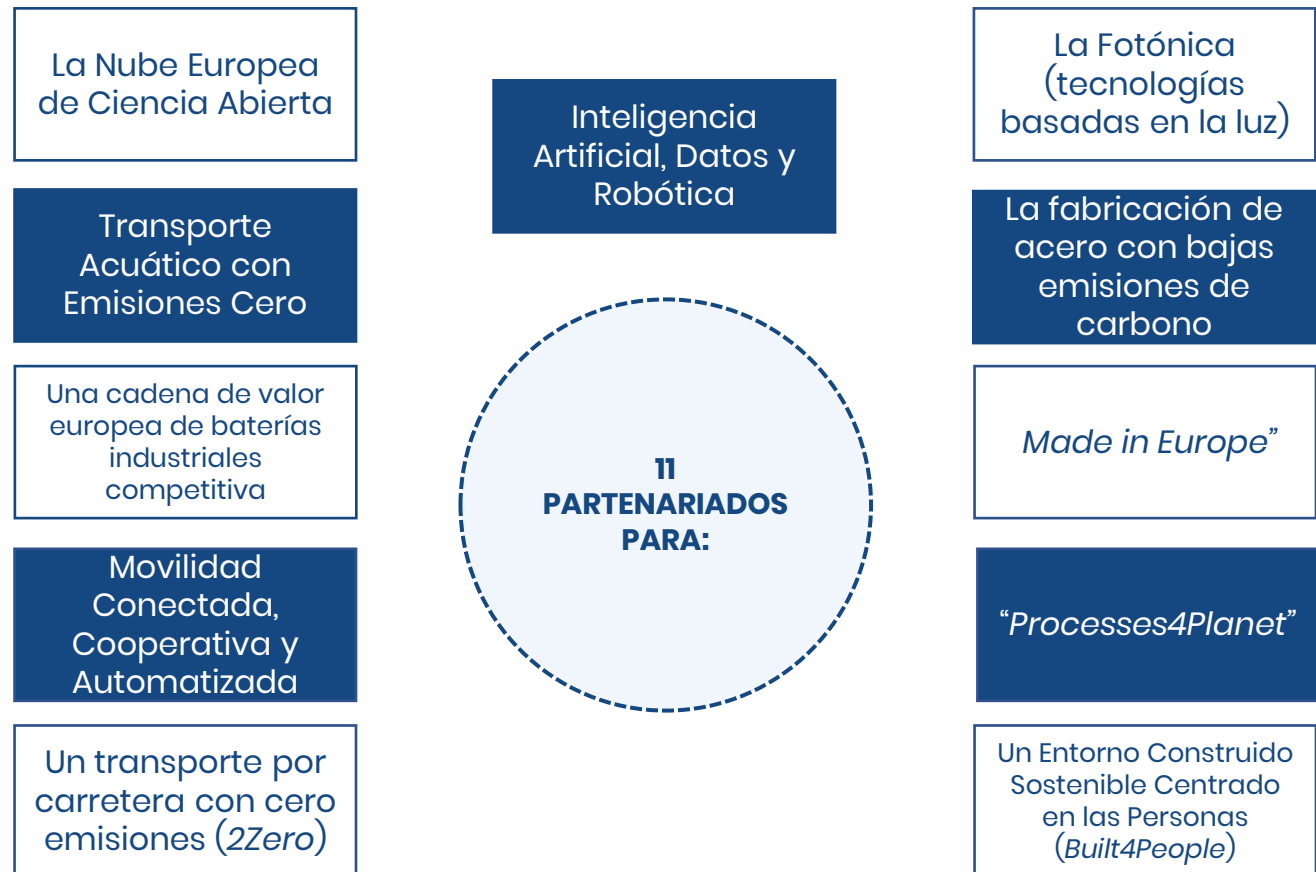 La Nube Europea
de Ciencia Abierta
Transporte
Acuático con
Emisiones Cero
Una cadena de valor
europea de baterías
industriales
competitiva
Movilidad
Conectada,
Cooperativa y
Automatizada
Un transporte por
carretera con cero
emisiones (2Zero)
Inteligencia
Artificial, Datos y
Robótica
11
PARTENARIADOS
PARA:
La Fotónica
(tecnologías
basadas en la luz)
La fabricación de
acero con bajas
emisiones de
carbono
Made in Europe”
“Processes4Planet”
Un Entorno Construido
Sostenible Centrado
en las Personas
(Built4People)